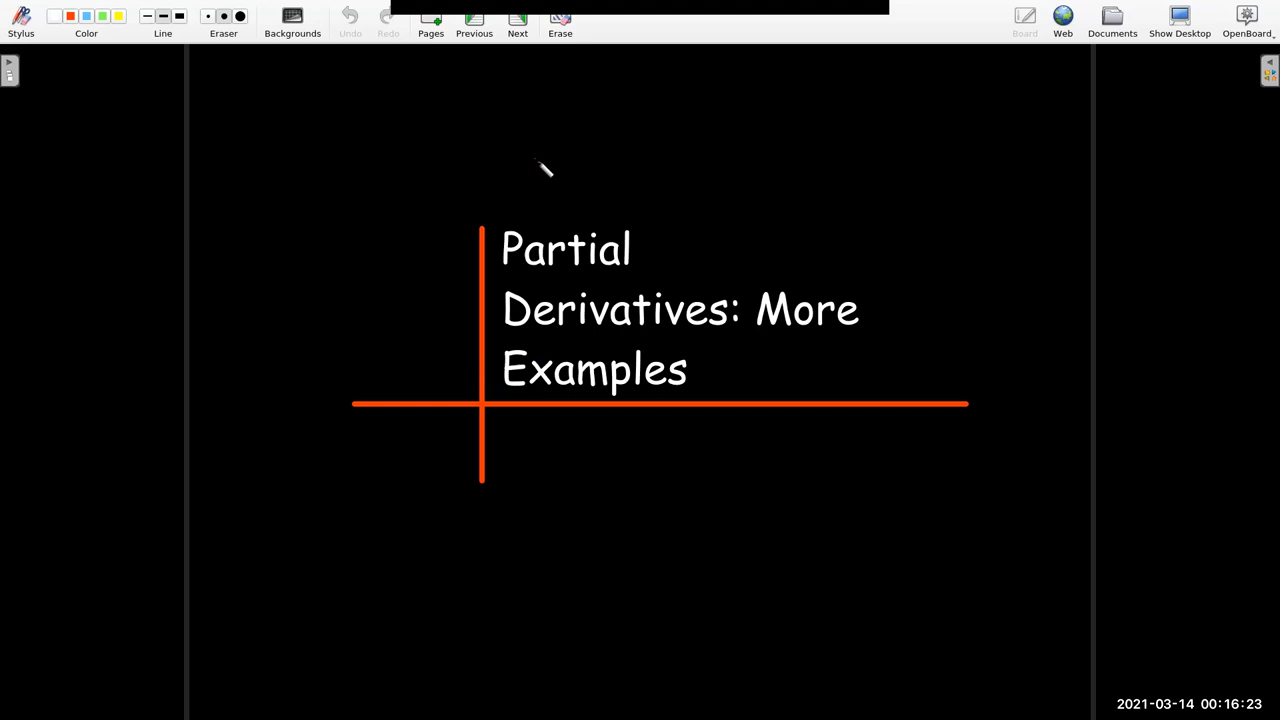 Stylus
Color
Line
Eraser
Backgrounds
Undo
Redo
Pages
Previous
Next
Erase
Board
Web
Documents
Show Desktop
OpenBoard
Partial
Derivatives: More
Examples
2021-03-14 00:16:23